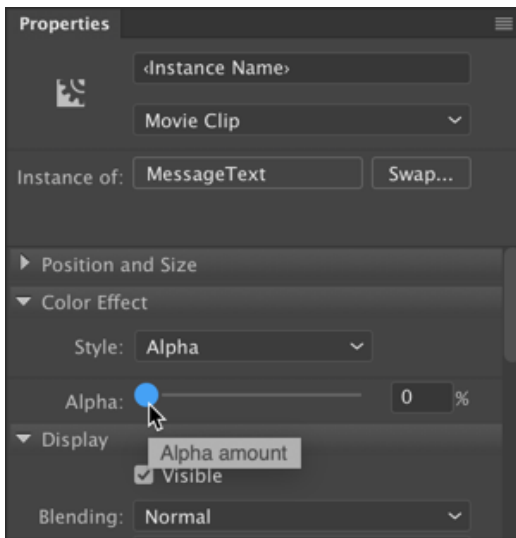 Properties
<Instance Name>
Movie Clip
Instance of: MessageText Swap...
Position and Size
Color Effect
Style: Alpha
Alpha: 0 %
Display
Alpha amount
Visible
Blending: Normal